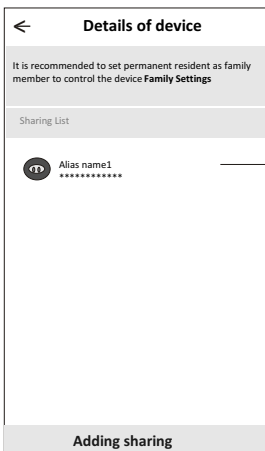 Details of device
It is recommended to set permanent resident as family
member to control the device Family Settings
Sharing List
Alias name1
************
Adding sharing